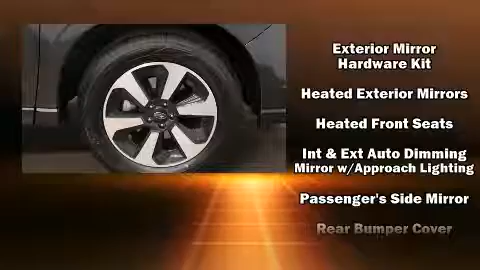 Exterior Mirror
Hardware Kit
Heated Exterior Mirrors
Heated Front Seats
Int & Ext Auto Dimming
Mirror w/Approach Lighting
Passenger's Side Mirror
Rear Bumper Cover